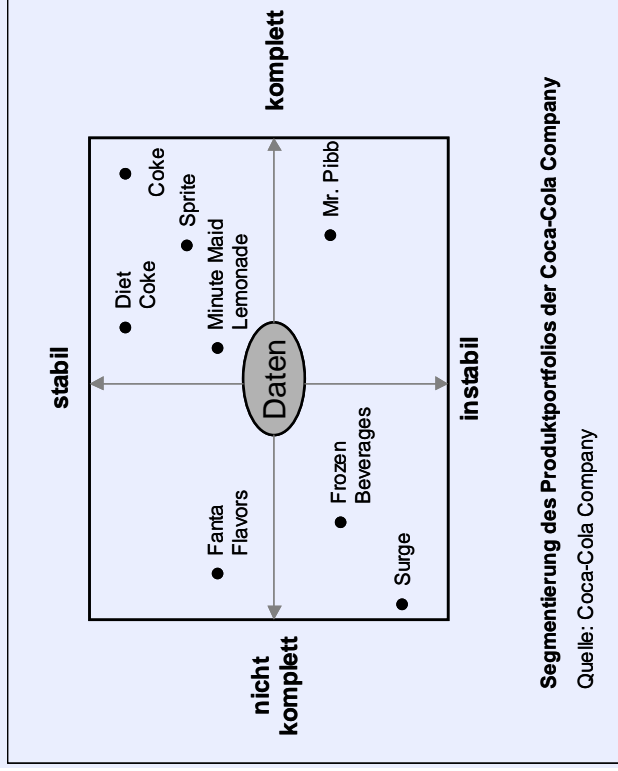 stabil
Diet
Coke
Coke
Sprite
Minute Maid
Lemonade
Fanta
Flavors
nicht
komplett
Daten
komplett
Mr. Pibb
Frozen
Beverages
Surge
instabil
Segmentierung des Produktportfolios der Coca-Cola Company
Quelle: Coca-Cola Company